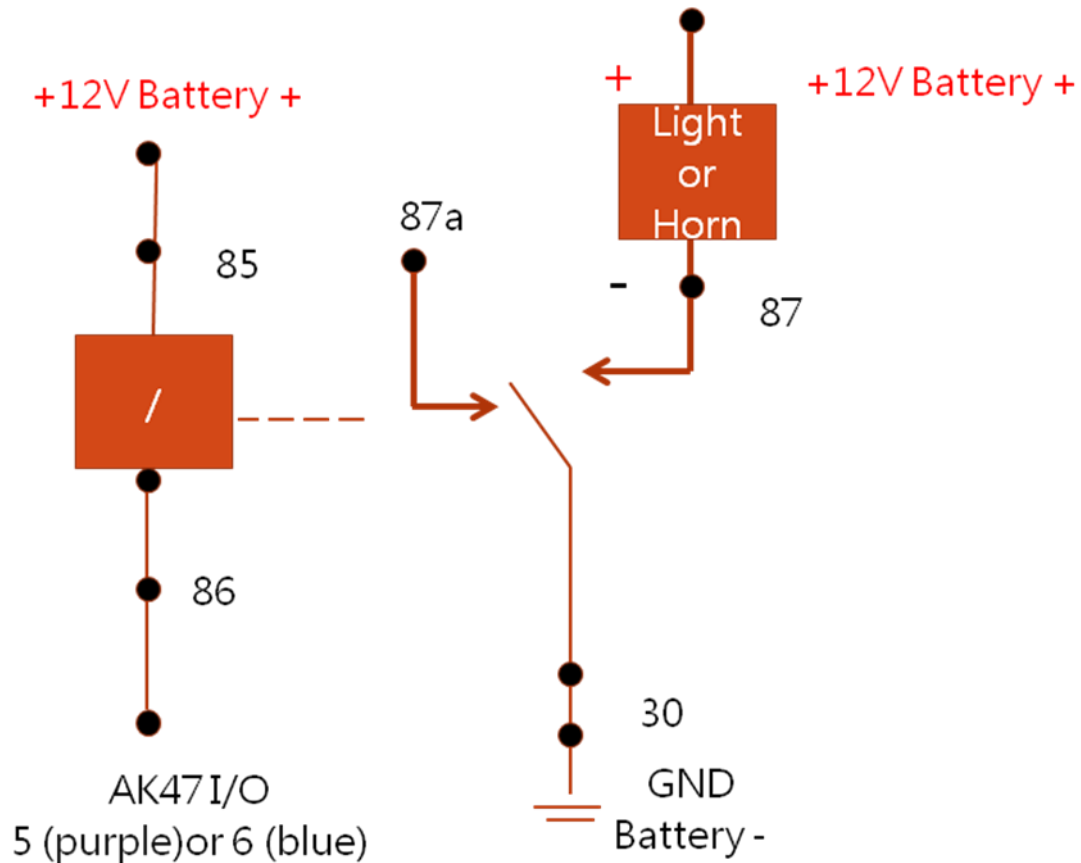 +12V Battery +
+
+12V Battery +
Light
or
Horn
87a
85
-
87
86
30
AK47 I/O
5 (purple)or 6 (blue)
GND
Battery -